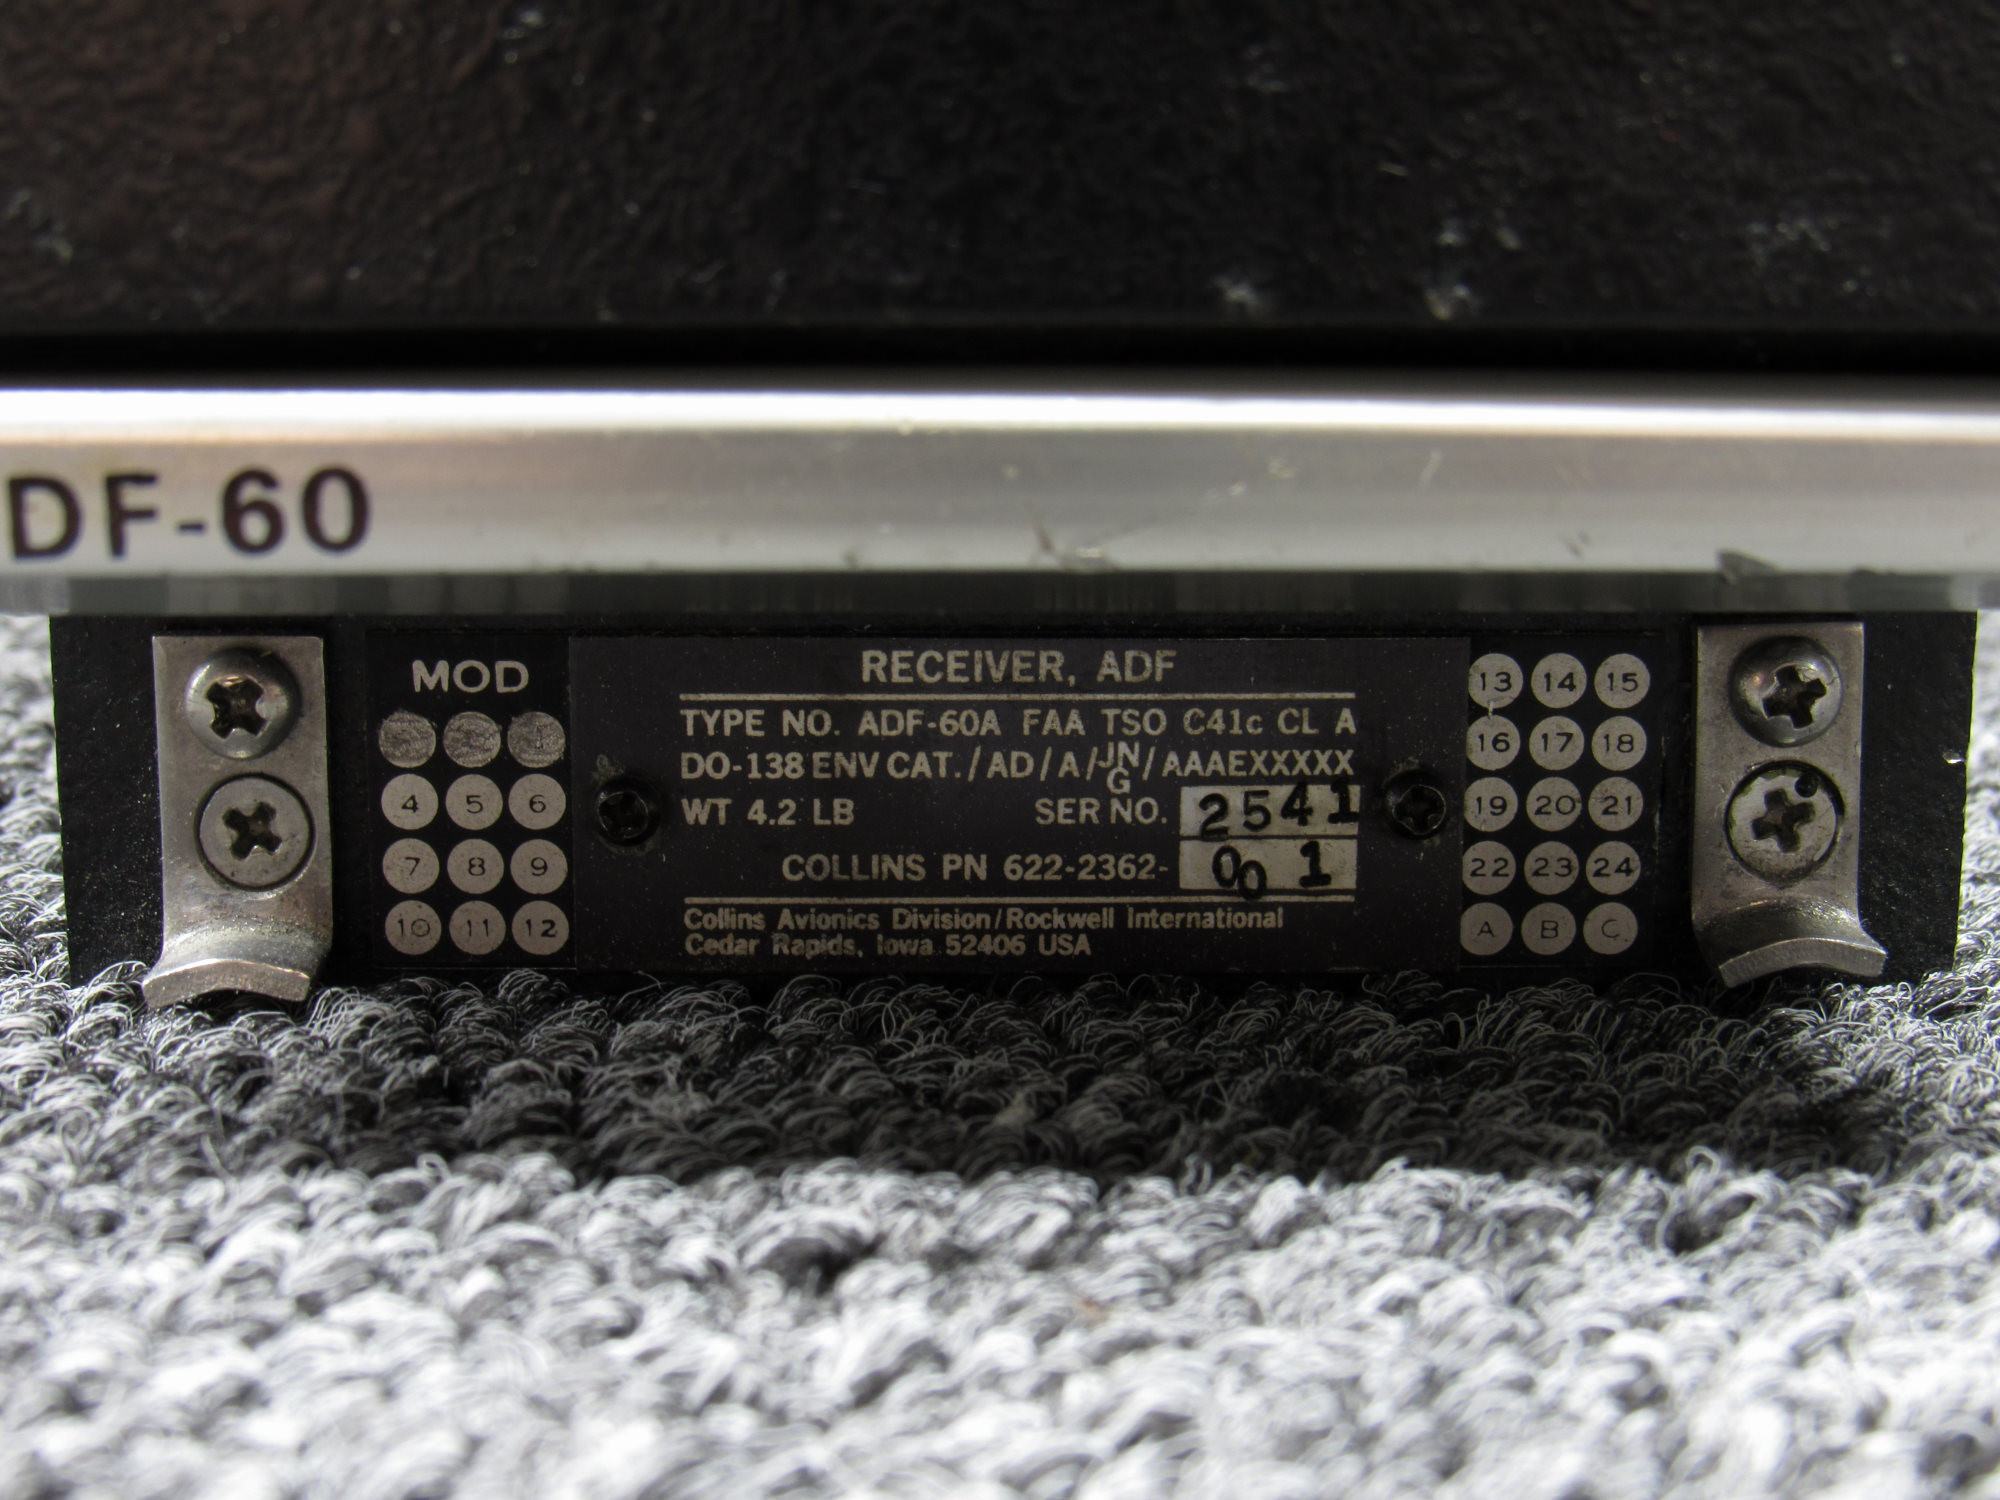 DF-60
MOD
4 5 6
7 8 9
10 11 12
RECEIVER, ADF
TYPE NO. ADF-60A FAA TSO C41c CL A
DO-138 ENV CAT./AD/A/JN/AAAEXXXXX
G
WT 4.2 LB SER NO. 2541
COLLINS PN 622-2362-001
Collins Avionics Division/Rockwell International
Cedar Rapids, Iowa 52406 USA
13 14 15
16 17 18
19 20 21
22 23 24
A B C